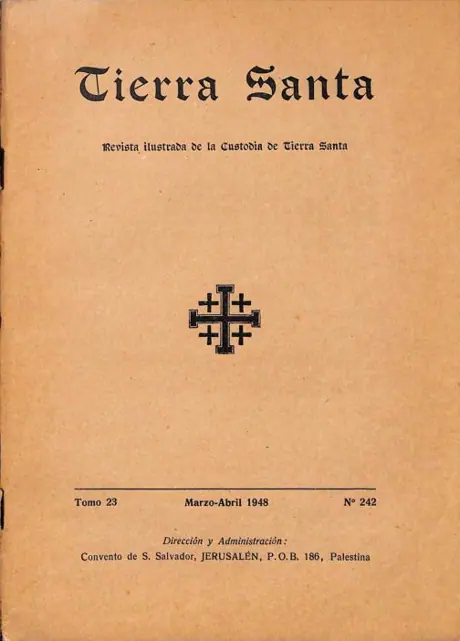 Tierra Santa
Revista ilustrada de la Custodia de Tierra Santa
Tomo 23 Marzo-Abril 1948 Nº 242
Dirección y Administración:
Convento de S. Salvador, JERUSALÉN, P.O.B. 186, Palestina